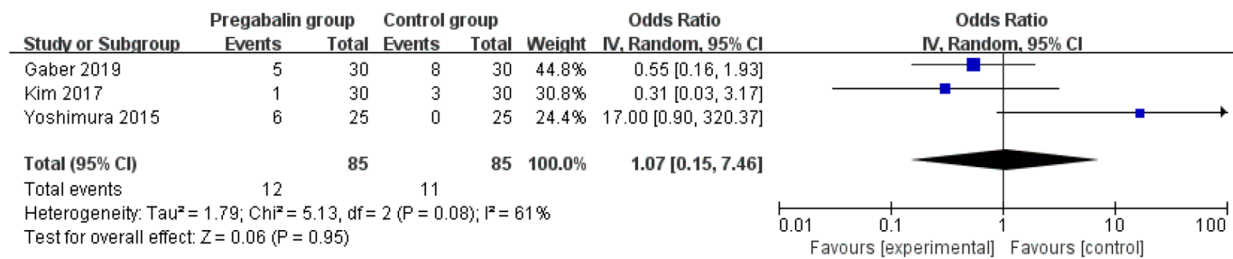 Pregabalin group Control group Odds Ratio Odds Ratio
Study or Subgroup Events Total Events Total Weight IV, Random, 95% CI IV, Random, 95% CI
Gaber 2019 5 30 8 30 44.8% 0.55 [0.16, 1.93]
Kim 2017 1 30 3 30 30.8% 0.31 [0.03, 3.17]
Yoshimura 2015 6 25 0 25 24.4% 17.00 [0.90, 320.37]
Total (95% CI) 85 85 100.0% 1.07 [0.15, 7.46]
Total events 12 11
Heterogeneity: Tau² = 1.79; Chi² = 5.13, df = 2 (P = 0.08); I² = 61%
Test for overall effect: Z = 0.06 (P = 0.95)
0.01 0.1 1 10 100
Favours [experimental] Favours [control]